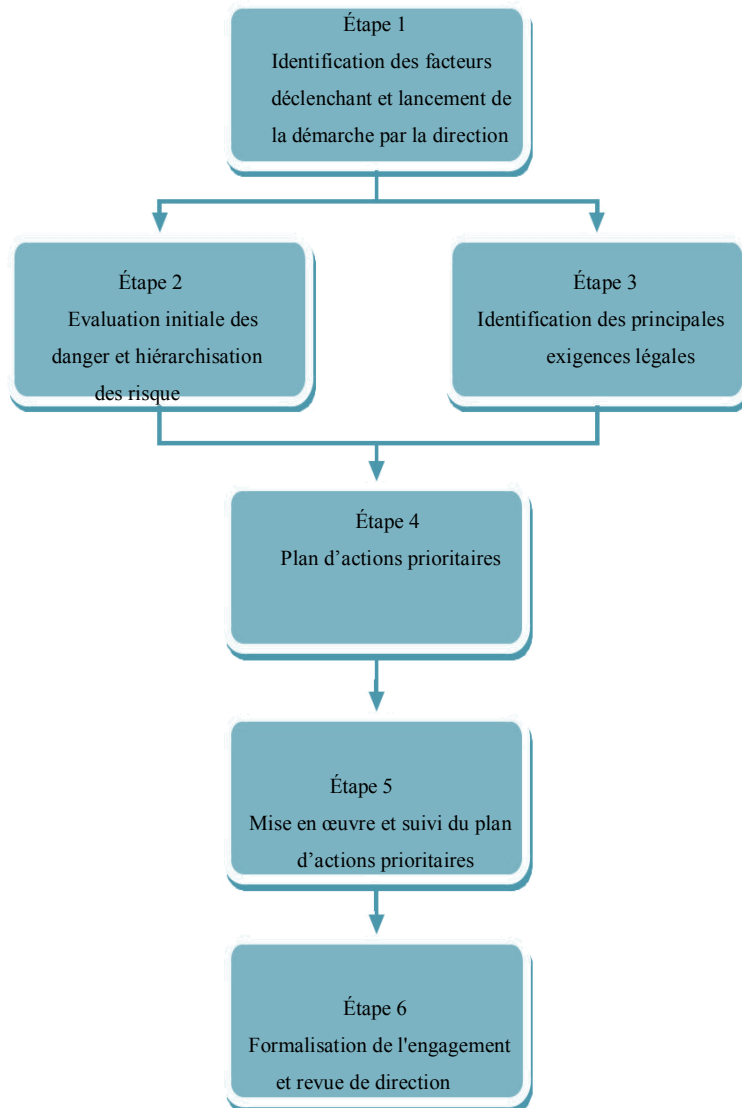 Étape 1
Identification des facteurs
déclenchant et lancement de
la démarche par la direction
Étape 2
Evaluation initiale des
danger et hiérarchisation
des risque
Étape 3
Identification des principales
exigences légales
Étape 4
Plan d’actions prioritaires
Étape 5
Mise en œuvre et suivi du plan
d’actions prioritaires
Étape 6
Formalisation de l'engagement
et revue de direction